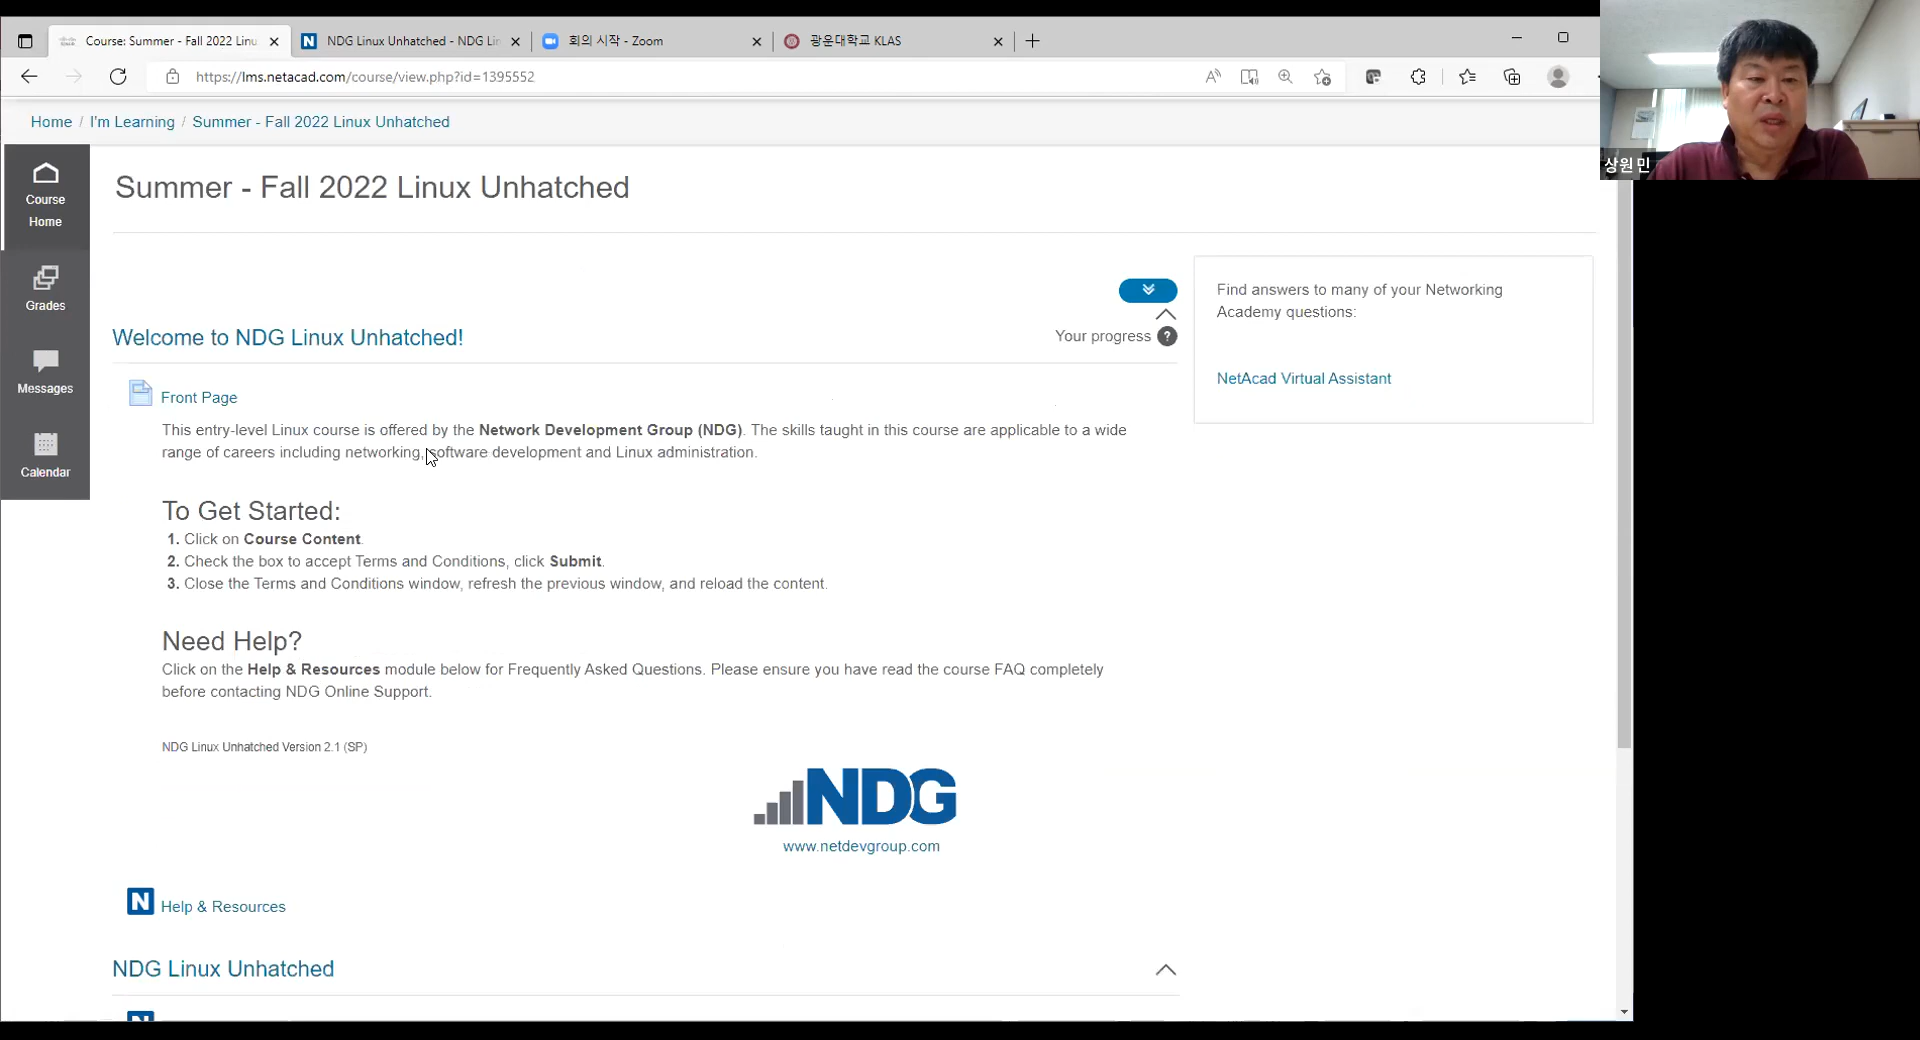 Course: Summer - Fall 2022 Linu
NDG Linux Unhatched - NDG Lin
회의 시작 - Zoom
광운대학교 KLAS
https://lms.netacad.com/course/view.php?id=1395552
Home / I'm Learning / Summer - Fall 2022 Linux Unhatched
상원 민
Course
Home
Grades
Messages
Calendar
Summer - Fall 2022 Linux Unhatched
Welcome to NDG Linux Unhatched!
Your progress ?
Front Page
This entry-level Linux course is offered by the Network Development Group (NDG). The skills taught in this course are applicable to a wide
range of careers including networking, software development and Linux administration.
To Get Started:
1. Click on Course Content.
2. Check the box to accept Terms and Conditions, click Submit.
3. Close the Terms and Conditions window, refresh the previous window, and reload the content.
Need Help?
Click on the Help & Resources module below for Frequently Asked Questions. Please ensure you have read the course FAQ completely
before contacting NDG Online Support.
NDG Linux Unhatched Version 2.1 (SP)
NDG
www.netdevgroup.com
N Help & Resources
NDG Linux Unhatched
Find answers to many of your Networking
Academy questions:
NetAcad Virtual Assistant